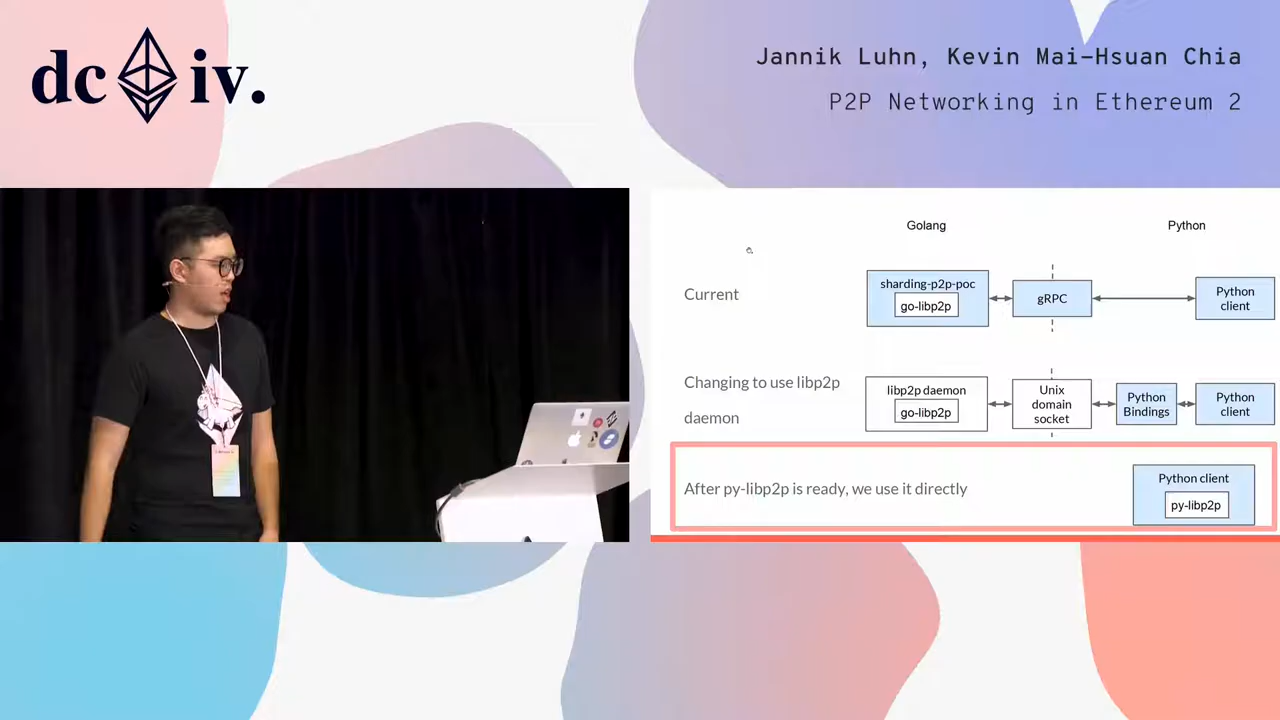 dc iv.
Jannik Luhn, Kevin Mai-Hsuan Chia
P2P Networking in Ethereum 2
Golang
Python
Current
sharding-p2p-poc
go-libp2p
gRPC
Python
client
Changing to use libp2p
daemon
libp2p daemon
go-libp2p
Unix
domain
socket
Python
Bindings
Python
client
After py-libp2p is ready, we use it directly
Python client
py-libp2p